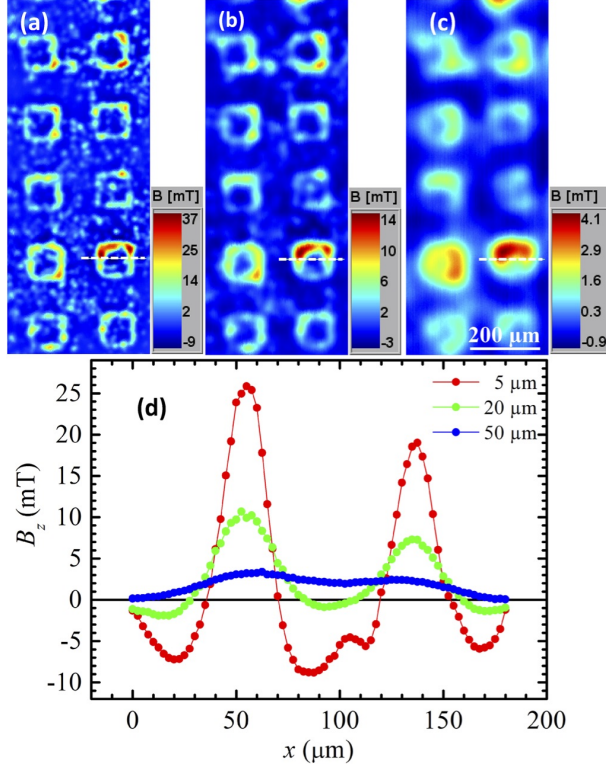 (a)
(b)
(c)
B [mT]
37
25
14
2
-9
B [mT]
14
10
6
2
-3
B [mT]
4.1
2.9
1.6
0.3
-0.9
200 μm
(d)
5 μm
20 μm
50 μm
25
20
15
10
5
0
-5
-10
B_z (mT)
0
50
100
150
200
x (μm)